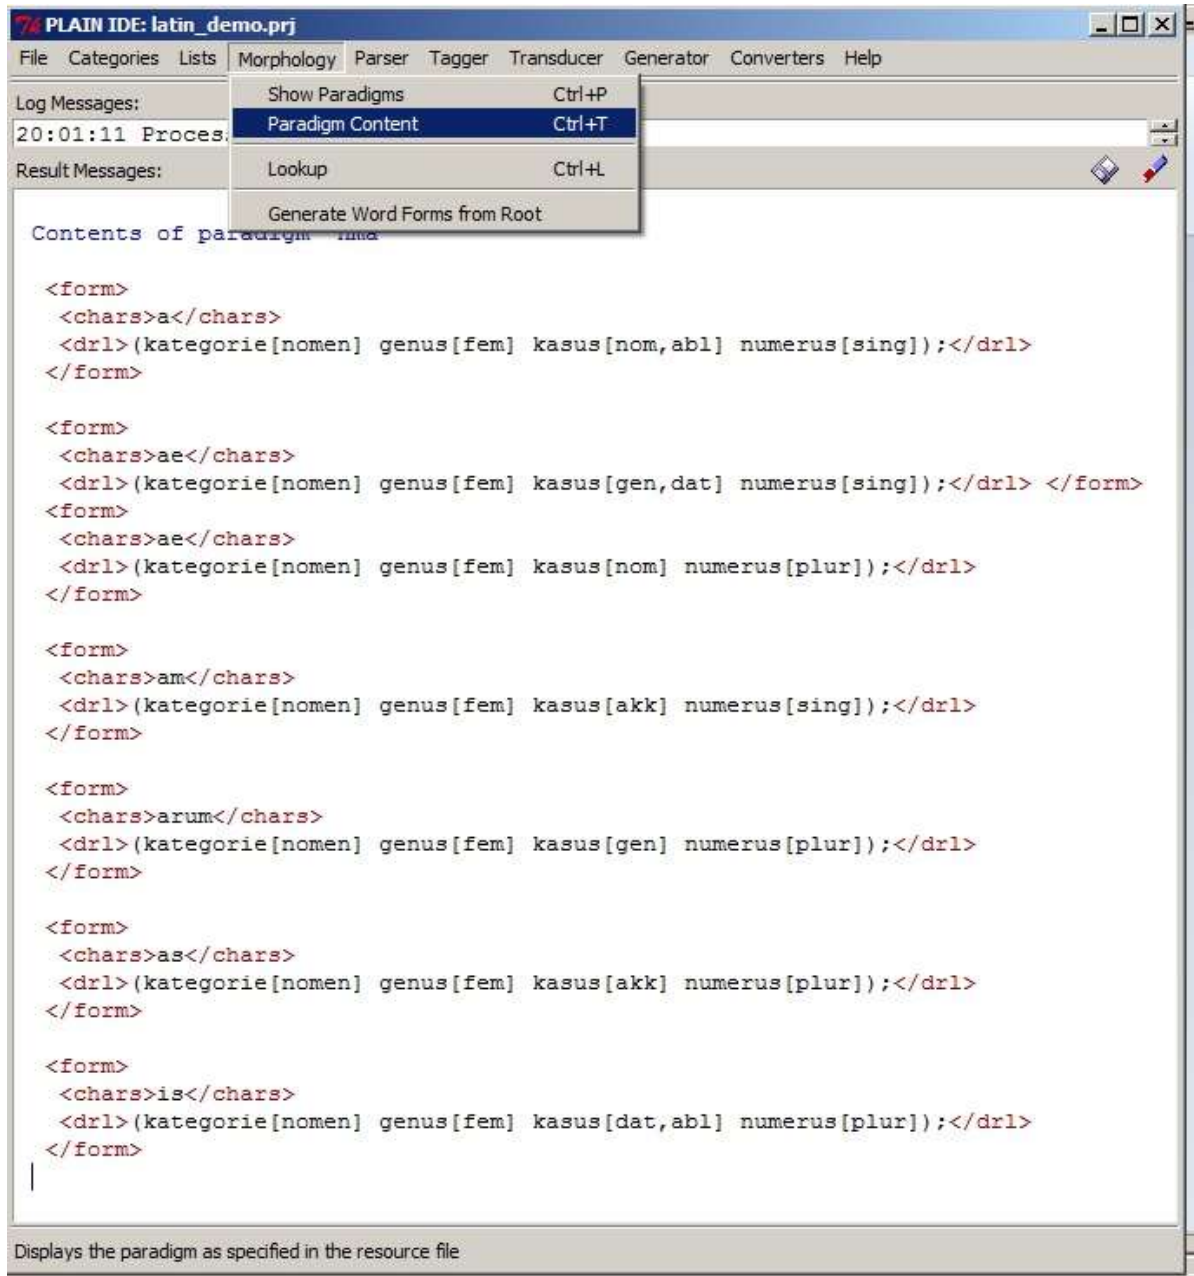 PLAIN IDE: latin_demo.prj
File Categories Lists Morphology Parser Tagger Transducer Generator Converters Help
Show Paradigms Ctrl+P
Log Messages:
Paradigm Content Ctrl+T
20:01:11 Proces
Lookup Ctrl+L
Result Messages:
Generate Word Forms from Root
Contents of paradigm nma
<form>
<chars>a</chars>
<drl>(kategorie[nomen] genus[fem] kasus[nom,abl] numerus[sing]);</drl>
</form>
<form>
<chars>ae</chars>
<drl>(kategorie[nomen] genus[fem] kasus[gen,dat] numerus[sing]);</drl> </form>
<form>
<chars>ae</chars>
<drl>(kategorie[nomen] genus[fem] kasus[nom] numerus[plur]);</drl>
</form>
<form>
<chars>am</chars>
<drl>(kategorie[nomen] genus[fem] kasus[akk] numerus[sing]);</drl>
</form>
<form>
<chars>arum</chars>
<drl>(kategorie[nomen] genus[fem] kasus[gen] numerus[plur]);</drl>
</form>
<form>
<chars>as</chars>
<drl>(kategorie[nomen] genus[fem] kasus[akk] numerus[plur]);</drl>
</form>
<form>
<chars>is</chars>
<drl>(kategorie[nomen] genus[fem] kasus[dat,abl] numerus[plur]);</drl>
</form>
Displays the paradigm as specified in the resource file